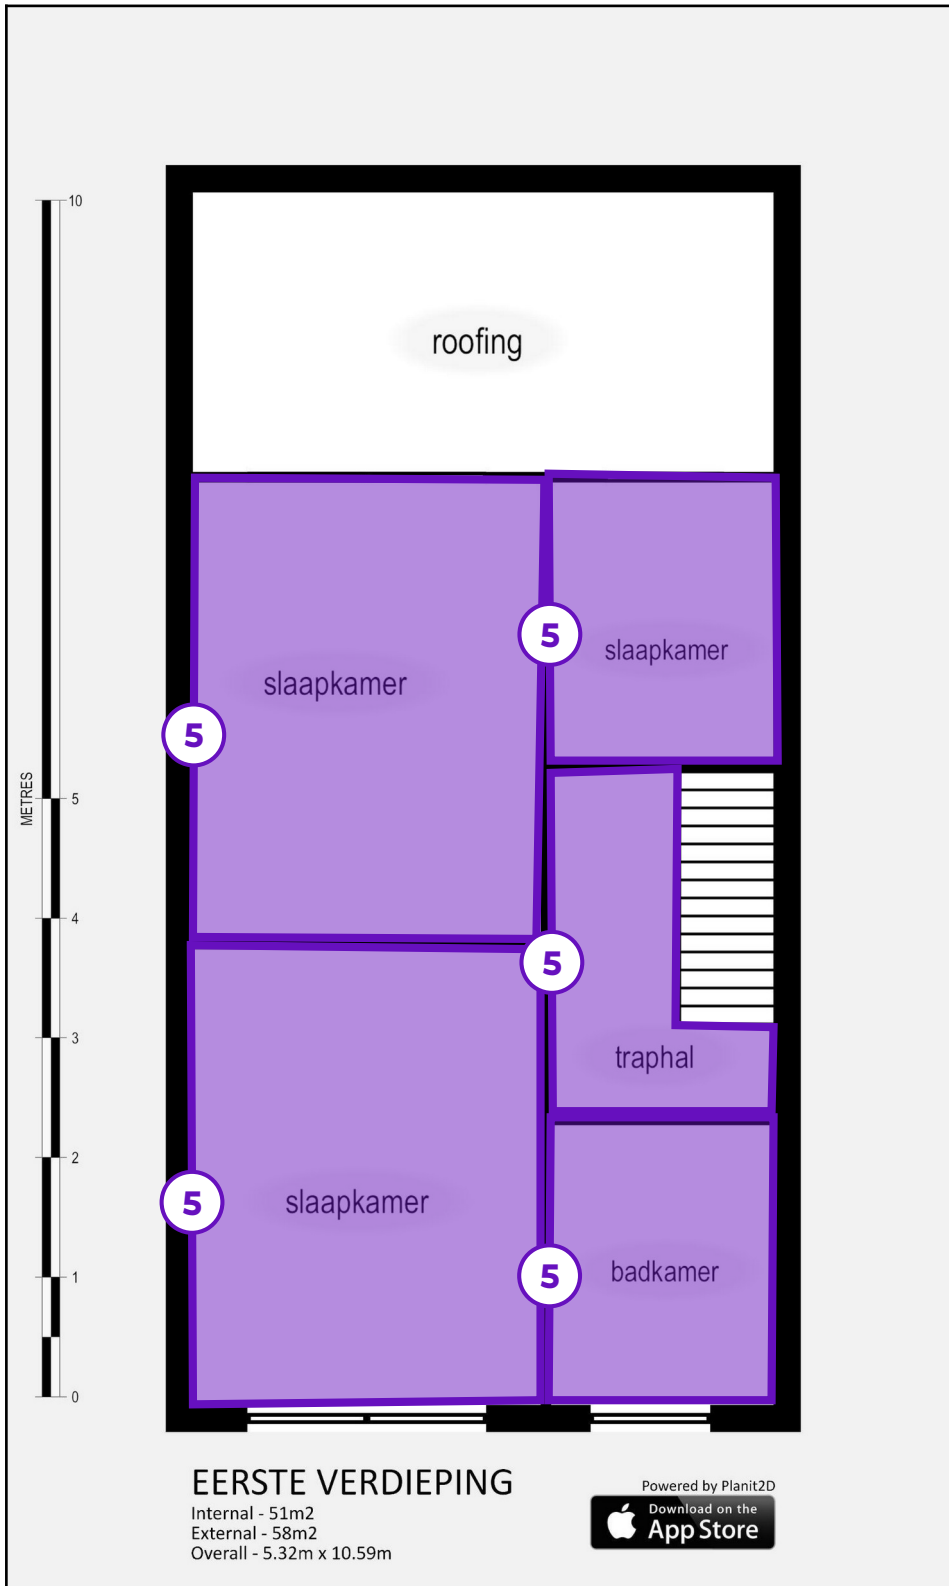 10
roofing
slaapkamer
5
slaapkamer
5
METRES
5
4
5
3
traphal
2
slaapkamer
5
badkamer
5
1
0
EERSTE VERDIEPING
Internal - 51m2
External - 58m2
Overall - 5.32m x 10.59m
Powered by Planit2D
Download on the
App Store